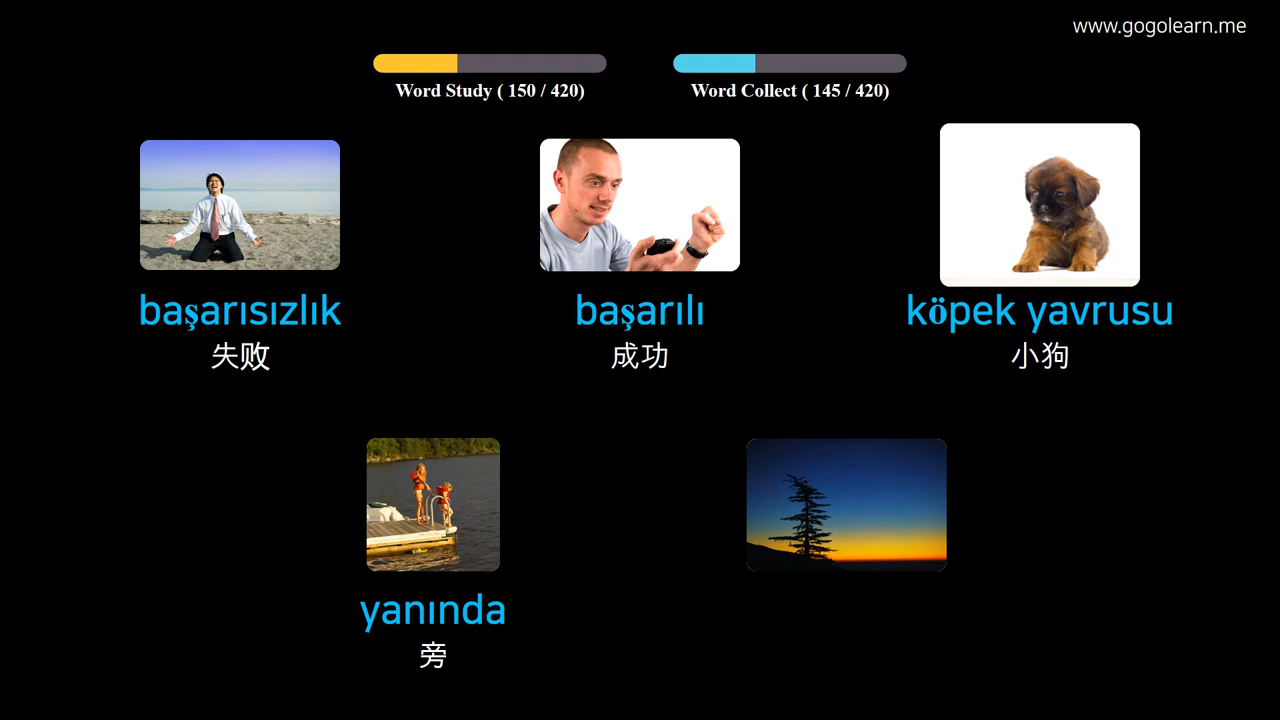 www.gogolearn.me
Word Study ( 150 / 420)
Word Collect ( 145 / 420)
başarısızlık
失败
başarılı
成功
köpek yavrusu
小狗
yanında
旁